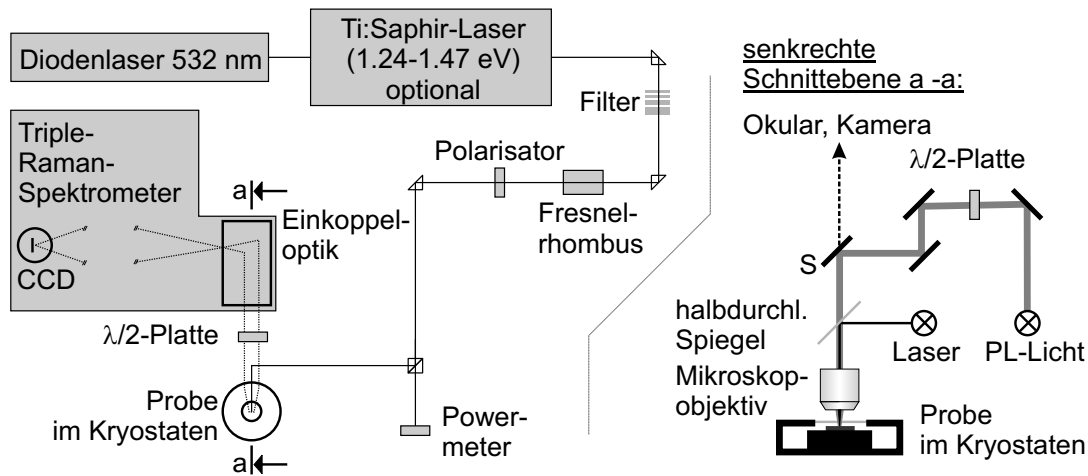 Diodenlaser 532 nm
Ti:Saphir-Laser
(1.24-1.47 eV)
optional
Filter
Triple-
Raman-
Spektrometer
CCD
a
Einkoppel-
optik
Polarisator
Fresnel-
rhombus
λ/2-Platte
Probe
im Kryostaten
a
Power-
meter
senkrechte
Schnittebene a -a:
Okular, Kamera
λ/2-Platte
S
halbdurchl.
Spiegel
Laser
PL-Licht
Mikroskop-
objektiv
Probe
im Kryostaten